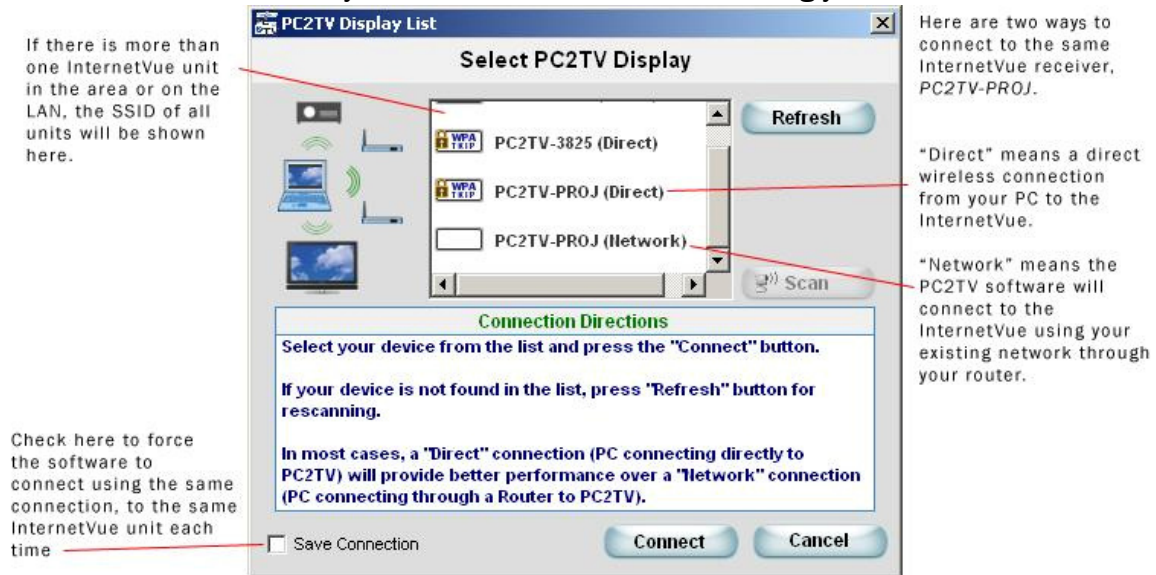 PC2TV Display List
Select PC2TV Display
If there is more than
one InternetVue unit
in the area or on the
LAN, the SSID of all
units will be shown
here.
Here are two ways to
connect to the same
InternetVue receiver,
PC2TV-PROJ.
Refresh
WPA
TKIP
PC2TV-3825 (Direct)
WPA
TKIP
PC2TV-PROJ (Direct)
PC2TV-PROJ (Network)
Scan
"Direct" means a direct
wireless connection
from your PC to the
InternetVue.
"Network" means the
PC2TV software will
connect to the
InternetVue using your
existing network through
your router.
Connection Directions
Select your device from the list and press the "Connect" button.
If your device is not found in the list, press "Refresh" button for
rescanning.
In most cases, a "Direct" connection (PC connecting directly to
PC2TV) will provide better performance over a "Network" connection
(PC connecting through a Router to PC2TV).
Check here to force
the software to
connect using the same
connection, to the same
InternetVue unit each
time
Save Connection
Connect
Cancel